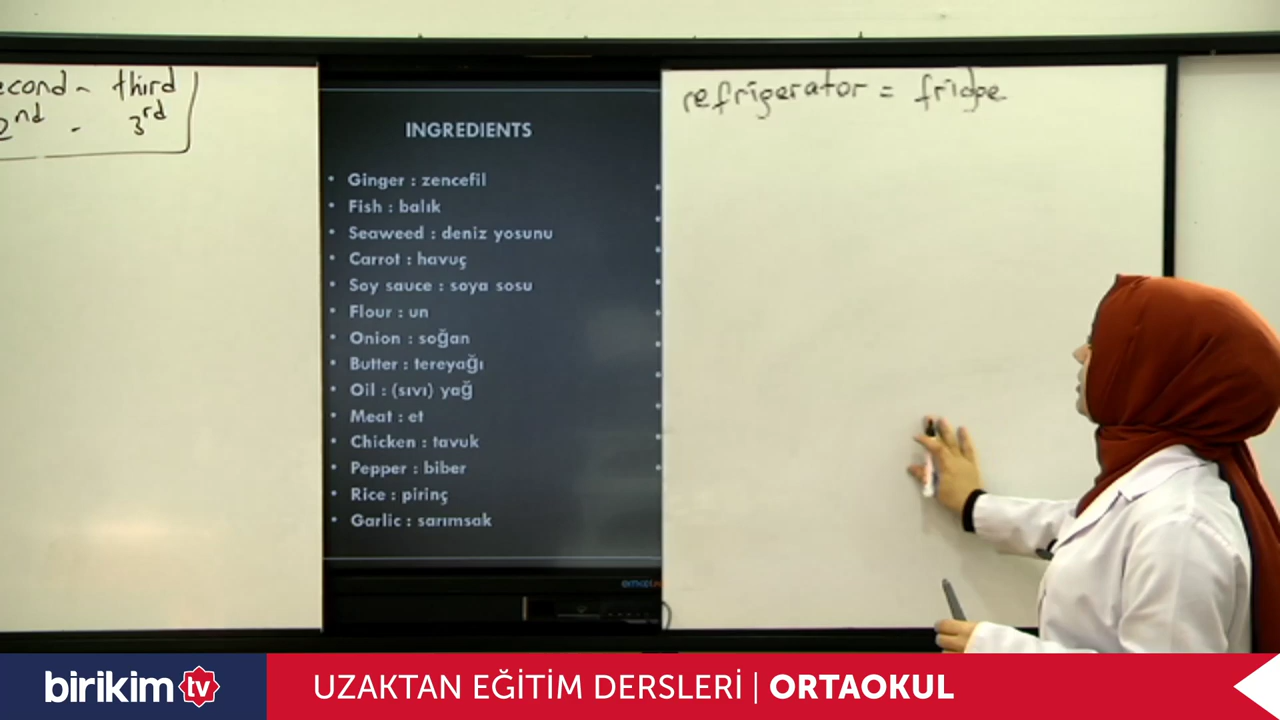 econd - third
2nd - 3rd
INGREDIENTS
• Ginger : zencefil
• Fish : balık
• Seaweed : deniz yosunu
• Carrot : havuç
• Soy sauce : soya sosu
• Flour : un
• Onion : soğan
• Butter : tereyağı
• Oil : (sıvı) yağ
• Meat : et
• Chicken : tavuk
• Pepper : biber
• Rice : pirinç
• Garlic : sarımsak
refrigerator = fridge
birikim tv
UZAKTAN EĞİTİM DERSLERİ | ORTAOKUL